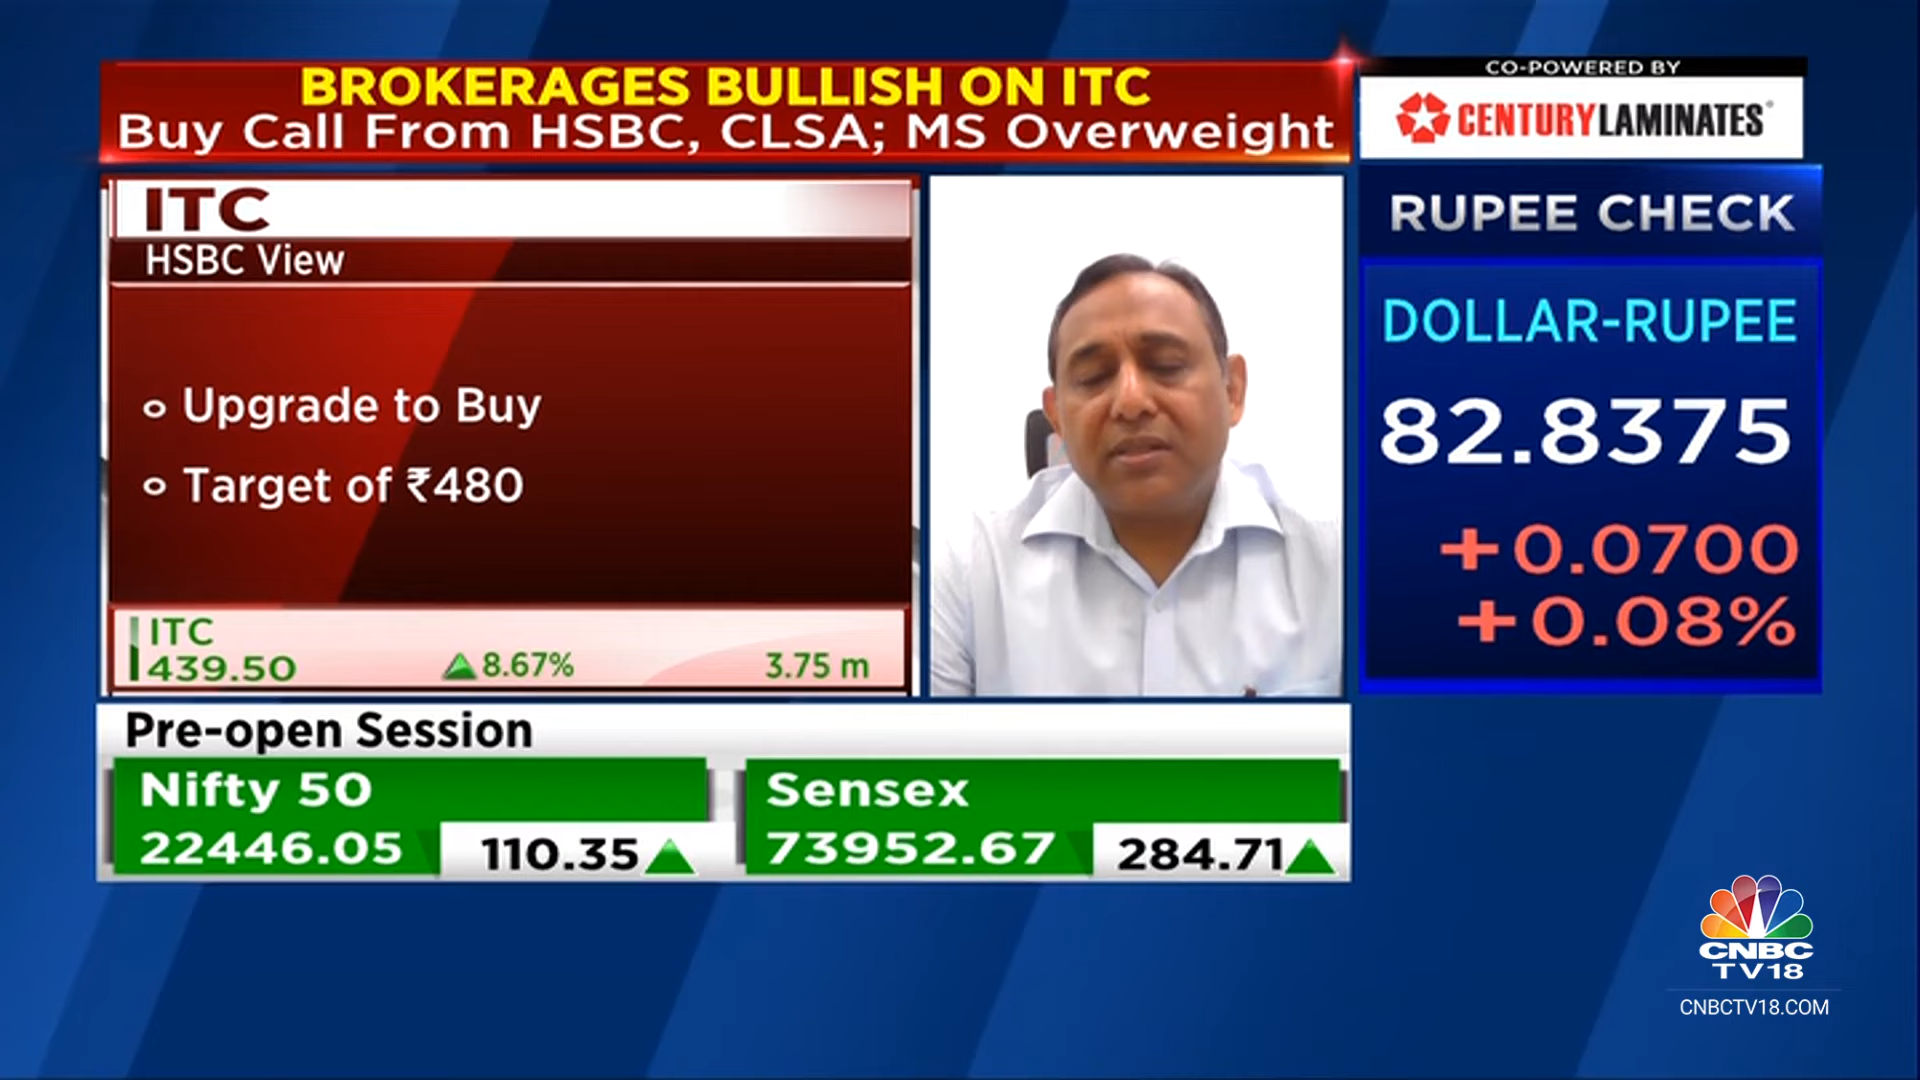 BROKERAGES BULLISH ON ITC
Buy Call From HSBC, CLSA; MS Overweight
CO-POWERED BY
CENTURYLAMINATES®
ITC
HSBC View
Upgrade to Buy
Target of ₹480
ITC
439.50 8.67% 3.75 m
RUPEE CHECK
DOLLAR-RUPEE
82.8375
+0.0700
+0.08%
Pre-open Session
Nifty 50
22446.05 110.35
Sensex
73952.67 284.71
CNBC
TV18
CNBCTV18.COM